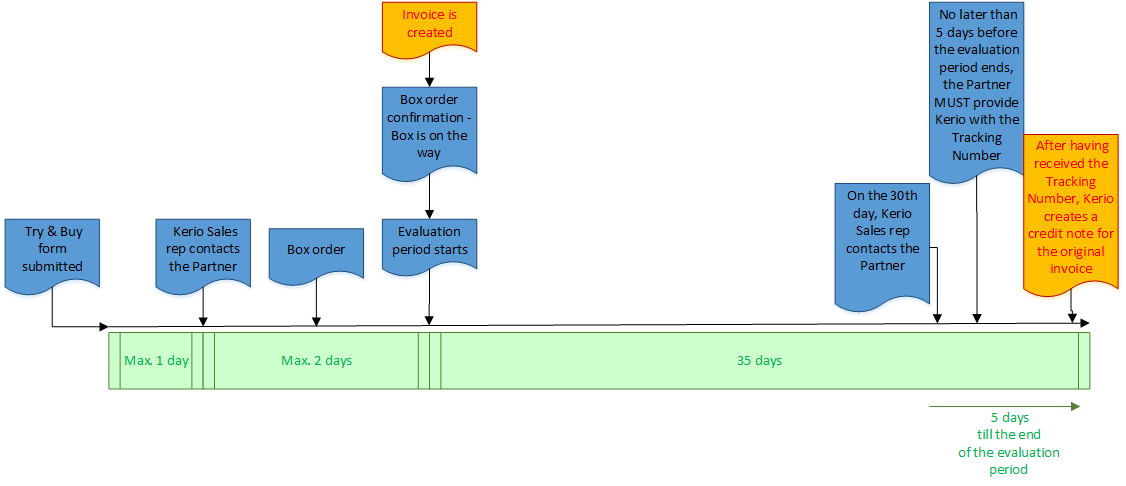 Invoice is
created
Box order
confirmation -
Box is on the
way
Try & Buy
form
submitted
Kerio Sales
rep contacts
the Partner
Box order
Evaluation
period starts
On the 30th
day, Kerio
Sales rep
contacts the
Partner
No later than
5 days before
the evaluation
period ends,
the Partner
MUST provide
Kerio with the
Tracking
Number
After having
received the
Tracking
Number, Kerio
creates a
credit note for
the original
invoice
Max. 1 day
Max. 2 days
35 days
5 days
till the end
of the evaluation
period